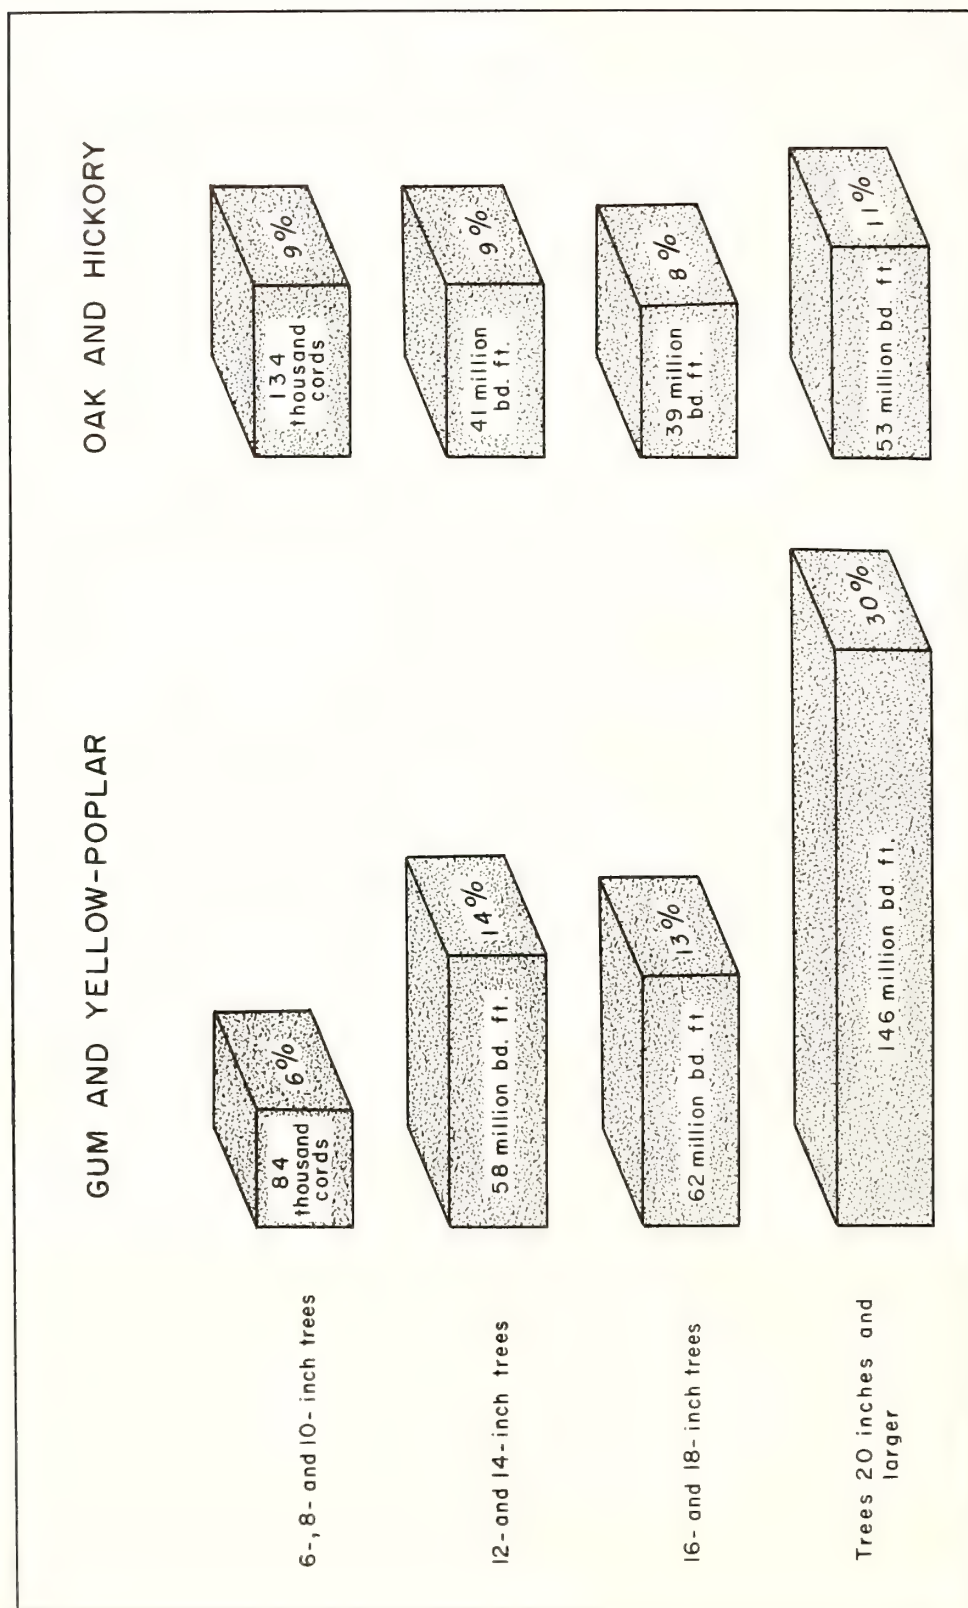 GUM AND YELLOW-POPLAR
OAK AND HICKORY
6-, 8- and 10- inch trees
84
thousand
cords
6%
134
thousand
cords
9%
12- and 14- inch trees
58 million bd. ft.
14%
41 million
bd. ft.
9%
16- and 18- inch trees
62 million bd. ft
13%
39 million
bd. ft.
8%
Trees 20 inches and
larger
146 million bd. ft.
30%
53 million bd. ft
11%